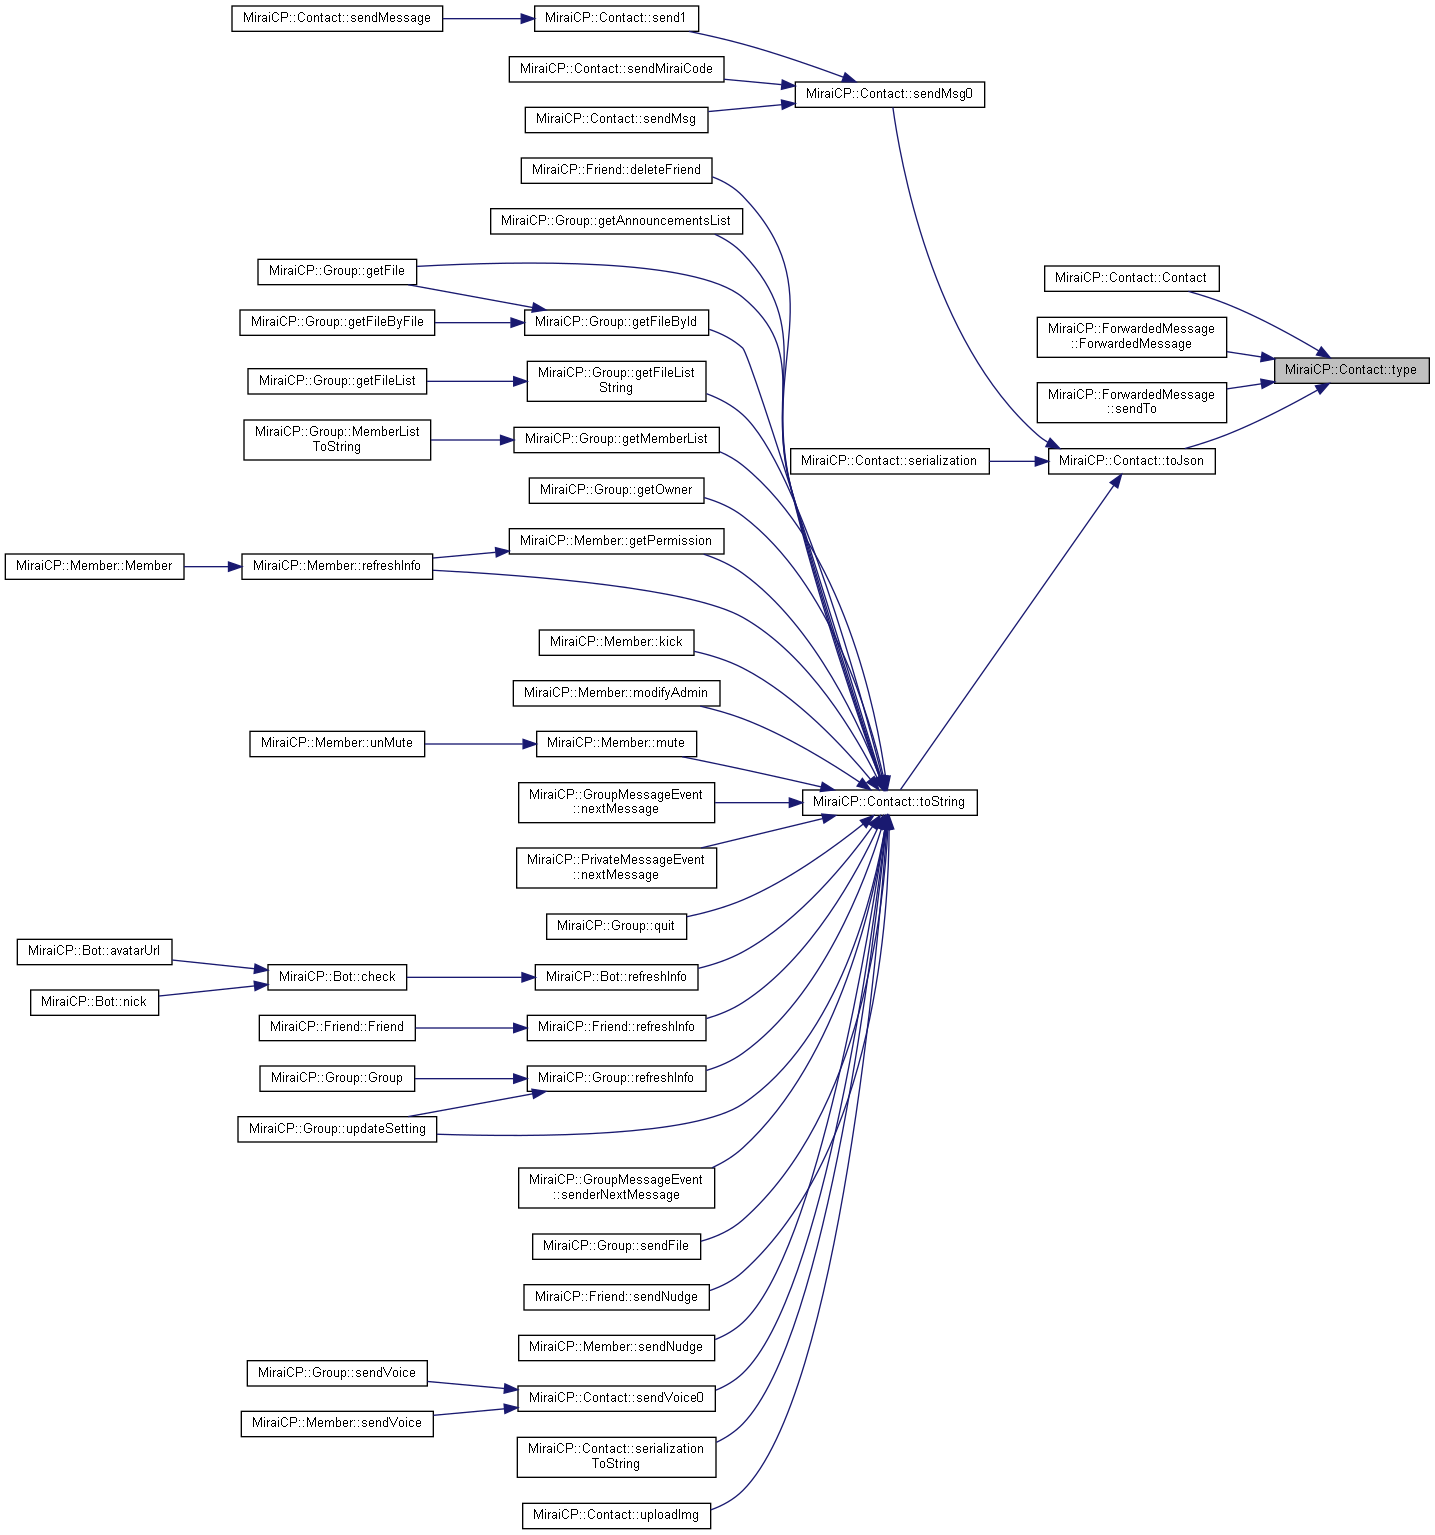 MiraiCP::Contact::sendMessage
MiraiCP::Contact::send1
MiraiCP::Contact::sendMiraiCode
MiraiCP::Contact::sendMsg0
MiraiCP::Contact::sendMsg
MiraiCP::Friend::deleteFriend
MiraiCP::Group::getAnnouncementsList
MiraiCP::Group::getFile
MiraiCP::Contact::Contact
MiraiCP::Group::getFileByFile
MiraiCP::Group::getFileById
MiraiCP::ForwardedMessage
::ForwardedMessage
MiraiCP::Contact::type
MiraiCP::Group::getFileList
MiraiCP::Group::getFileList
String
MiraiCP::ForwardedMessage
::sendTo
MiraiCP::Group::MemberList
ToString
MiraiCP::Group::getMemberList
MiraiCP::Contact::serialization
MiraiCP::Contact::toJson
MiraiCP::Group::getOwner
MiraiCP::Member::getPermission
MiraiCP::Member::Member
MiraiCP::Member::refreshInfo
MiraiCP::Member::kick
MiraiCP::Member::modifyAdmin
MiraiCP::Member::unMute
MiraiCP::Member::mute
MiraiCP::GroupMessageEvent
::nextMessage
MiraiCP::Contact::toString
MiraiCP::PrivateMessageEvent
::nextMessage
MiraiCP::Group::quit
MiraiCP::Bot::avatarUrl
MiraiCP::Bot::check
MiraiCP::Bot::refreshInfo
MiraiCP::Bot::nick
MiraiCP::Friend::Friend
MiraiCP::Friend::refreshInfo
MiraiCP::Group::Group
MiraiCP::Group::refreshInfo
MiraiCP::Group::updateSetting
MiraiCP::GroupMessageEvent
::senderNextMessage
MiraiCP::Group::sendFile
MiraiCP::Friend::sendNudge
MiraiCP::Member::sendNudge
MiraiCP::Group::sendVoice
MiraiCP::Contact::sendVoice0
MiraiCP::Member::sendVoice
MiraiCP::Contact::serialization
ToString
MiraiCP::Contact::uploadImg